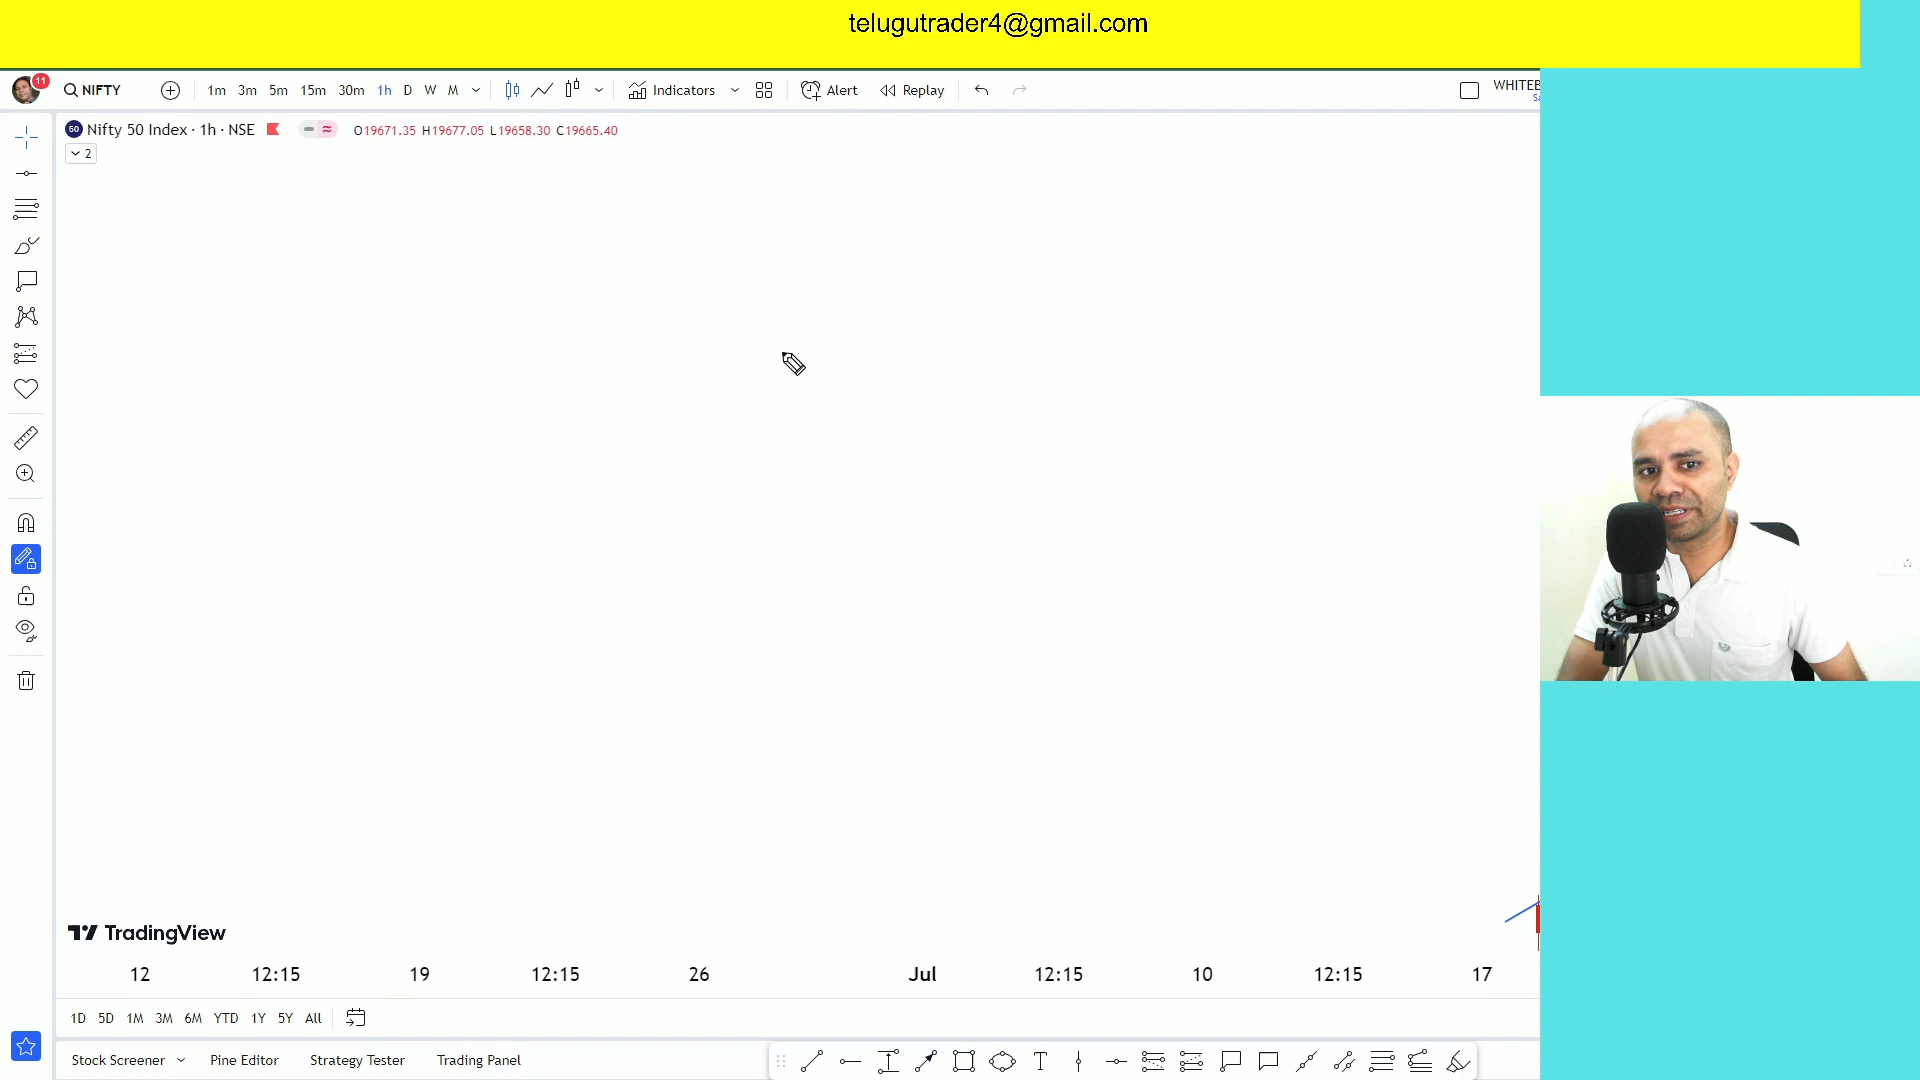 telugutrader4@gmail.com
11
NIFTY
1m 3m 5m 15m 30m 1h D W M
Indicators
Alert
Replay
WHITEB
50
Nifty 50 Index · 1h · NSE
O19671.35 H19677.05 L19658.30 C19665.40
2
TradingView
12 12:15 19 12:15 26 Jul 12:15 10 12:15 17
1D 5D 1M 3M 6M YTD 1Y 5Y All
Stock Screener Pine Editor Strategy Tester Trading Panel
T